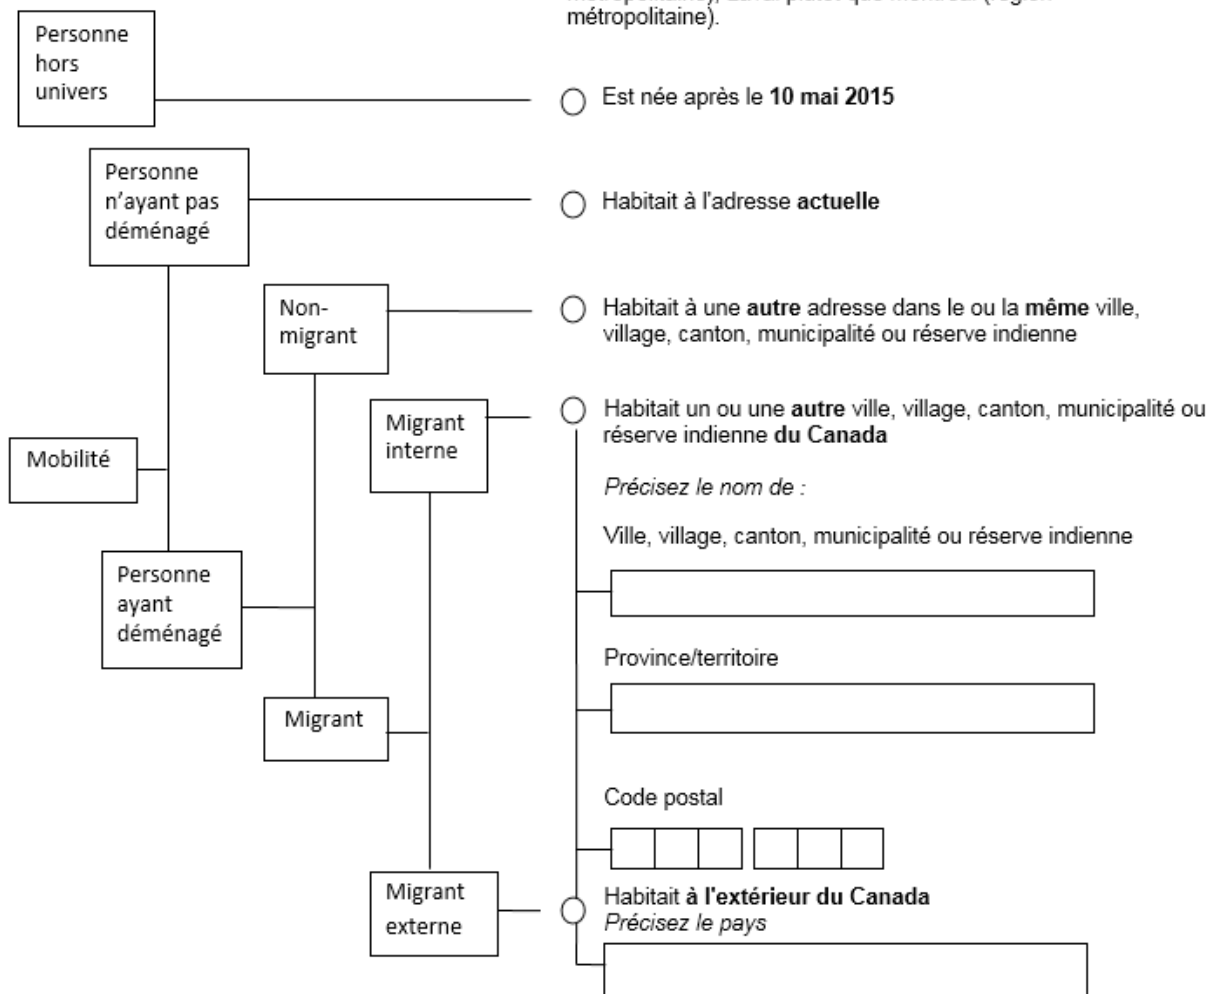 métropolitaine).
Personne
hors
univers
Est née après le 10 mai 2015
Personne
n'ayant pas
déménagé
Habitait à l'adresse actuelle
Non-
migrant
Habitait à une autre adresse dans le ou la même ville,
village, canton, municipalité ou réserve indienne
Migrant
interne
Habitait un ou une autre ville, village, canton, municipalité ou
réserve indienne du Canada
Mobilité
Précisez le nom de :
Ville, village, canton, municipalité ou réserve indienne
Personne
ayant
déménagé
Province/territoire
Migrant
Code postal
Migrant
externe
Habitait à l'extérieur du Canada
Précisez le pays